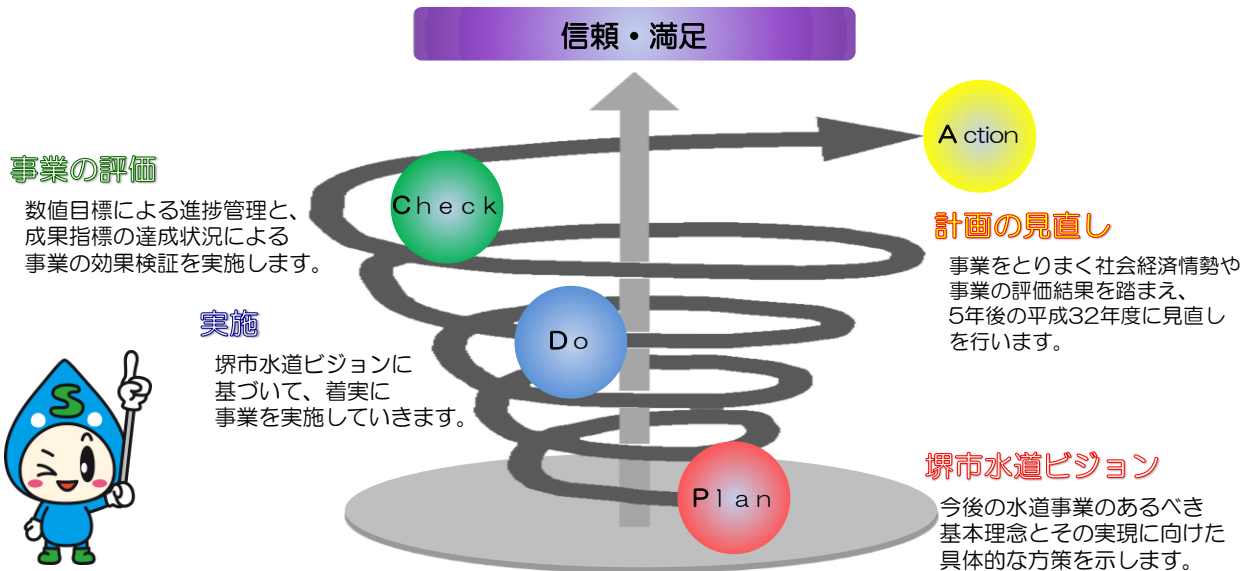 信頼・満足
Action
事業の評価
Check
数値目標による進捗管理と、
成果指標の達成状況による
事業の効果検証を実施します。
計画の見直し
事業をとりまく社会経済情勢や
事業の評価結果を踏まえ、
5年後の平成32年度に見直し
を行います。
実施
Do
堺市水道ビジョンに
基づいて、着実に
事業を実施していきます。
S
Plan
堺市水道ビジョン
今後の水道事業のあるべき
基本理念とその実現に向けた
具体的な方策を示します。